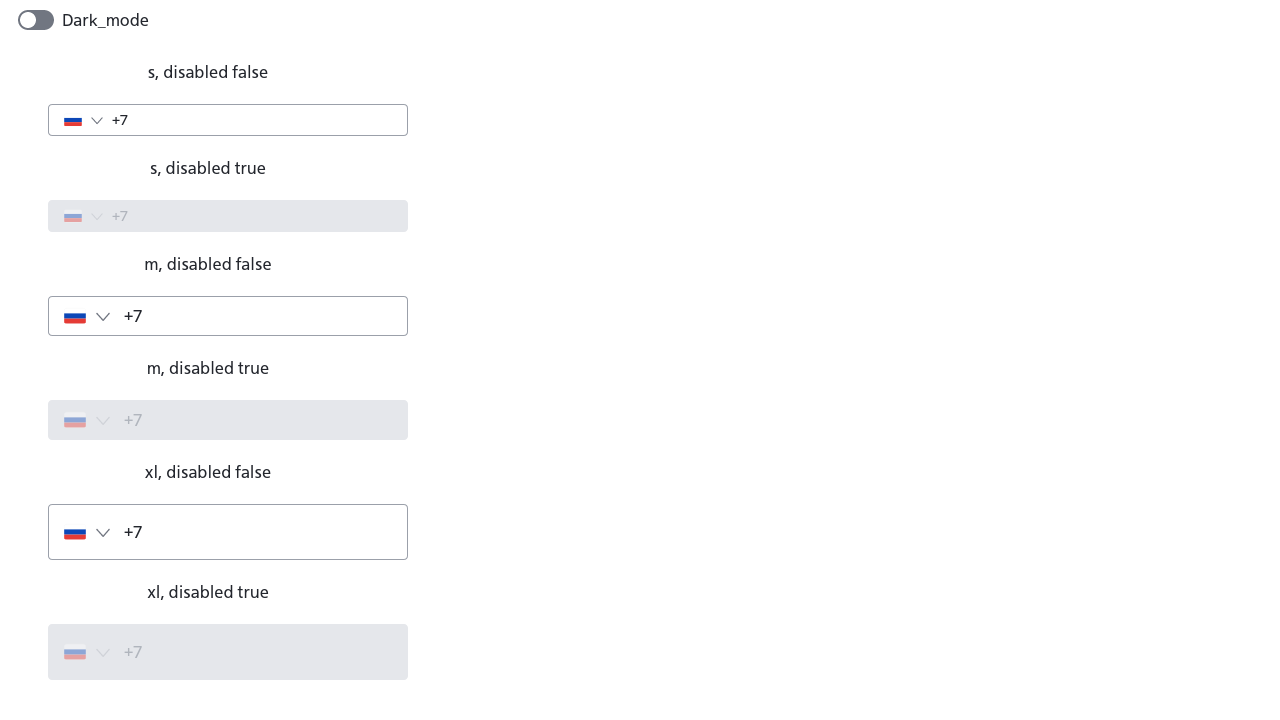 Dark_mode
s, disabled false
+7
s, disabled true
+7
m, disabled false
+7
m, disabled true
+7
xl, disabled false
+7
xl, disabled true
+7